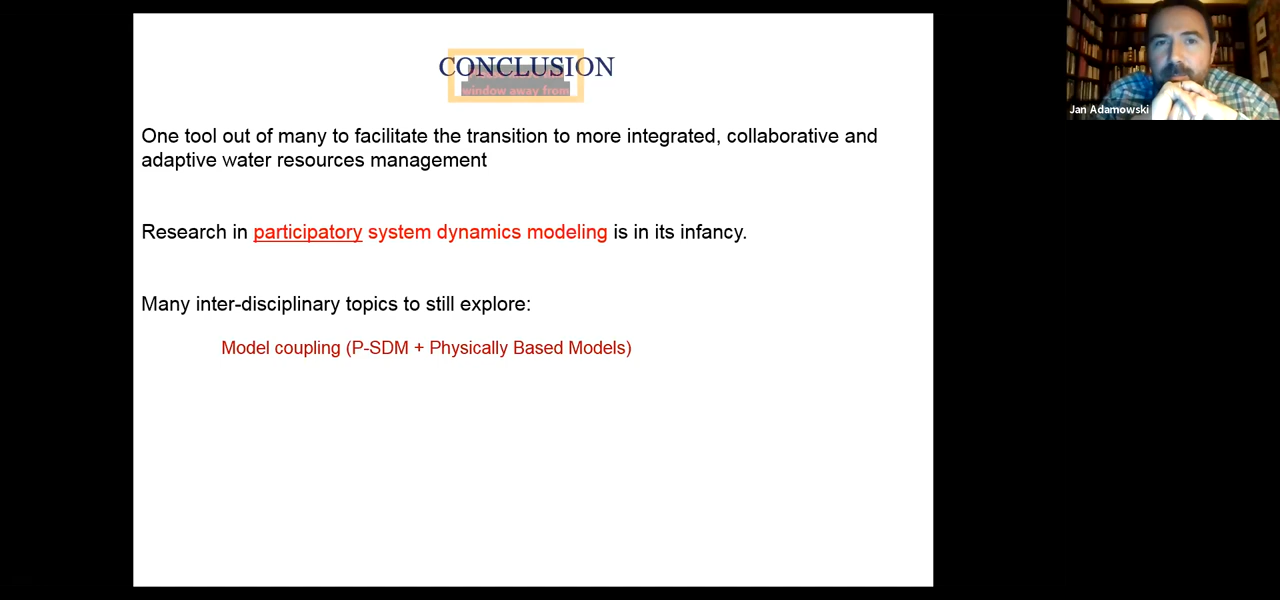 CONCLUSION
window away from
One tool out of many to facilitate the transition to more integrated, collaborative and
adaptive water resources management
Research in participatory system dynamics modeling is in its infancy.
Many inter-disciplinary topics to still explore:
Model coupling (P-SDM + Physically Based Models)
Jan Adamowski